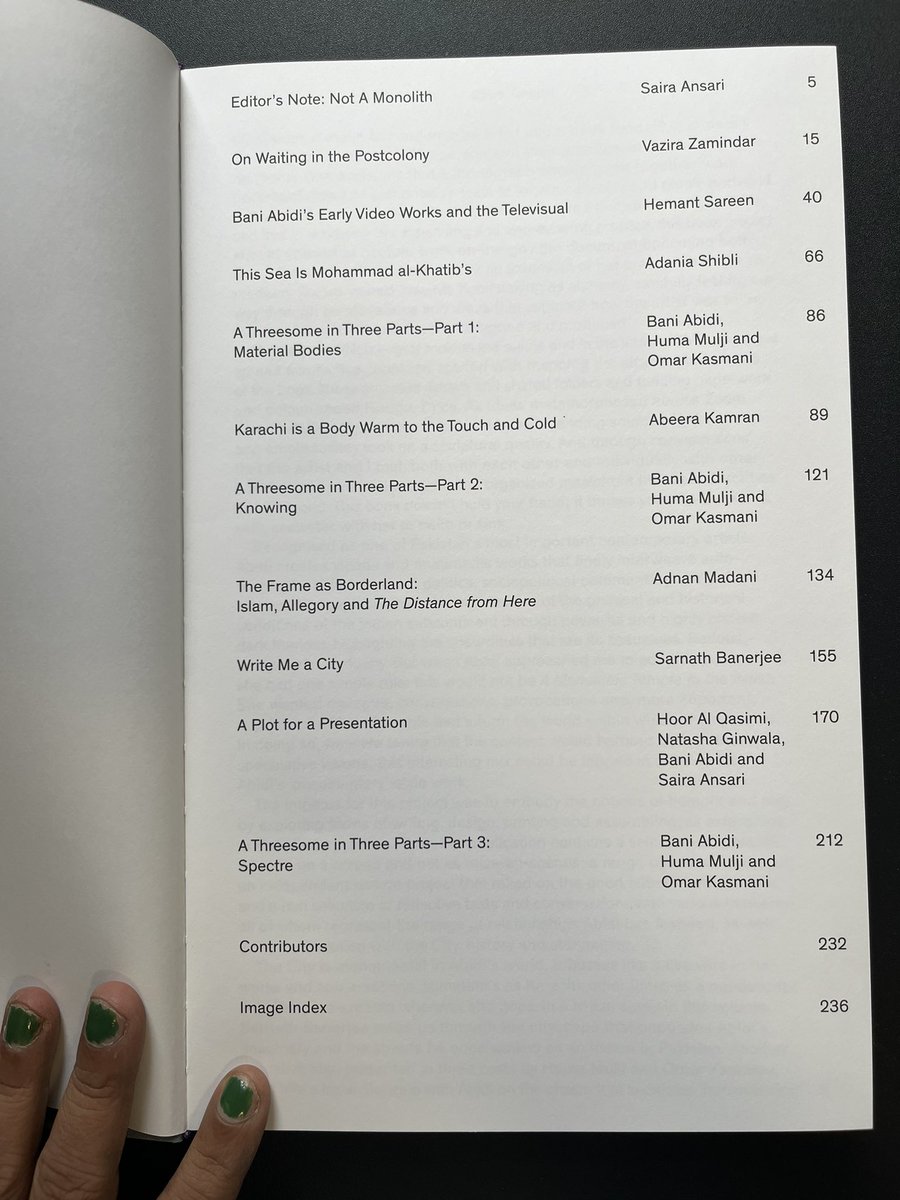 Editor's Note: Not A Monolith Saira Ansari 5
On Waiting in the Postcolony Vazira Zamindar 15
Bani Abidi's Early Video Works and the Televisual Hemant Sareen 40
This Sea Is Mohammad al-Khatib's Adania Shibli 66
A Threesome in Three Parts—Part 1: Bani Abidi, 86
Material Bodies Huma Mulji and
Omar Kasmani
Karachi is a Body Warm to the Touch and Cold Abeera Kamran 89
A Threesome in Three Parts—Part 2: Bani Abidi, 121
Knowing Huma Mulji and
Omar Kasmani
The Frame as Borderland: Adnan Madani 134
Islam, Allegory and The Distance from Here
Write Me a City Sarnath Banerjee 155
A Plot for a Presentation Hoor Al Qasimi, 170
Natasha Ginwala,
Bani Abidi and
Saira Ansari
A Threesome in Three Parts—Part 3: Bani Abidi, 212
Spectre Huma Mulji and
Omar Kasmani
Contributors 232
Image Index 236